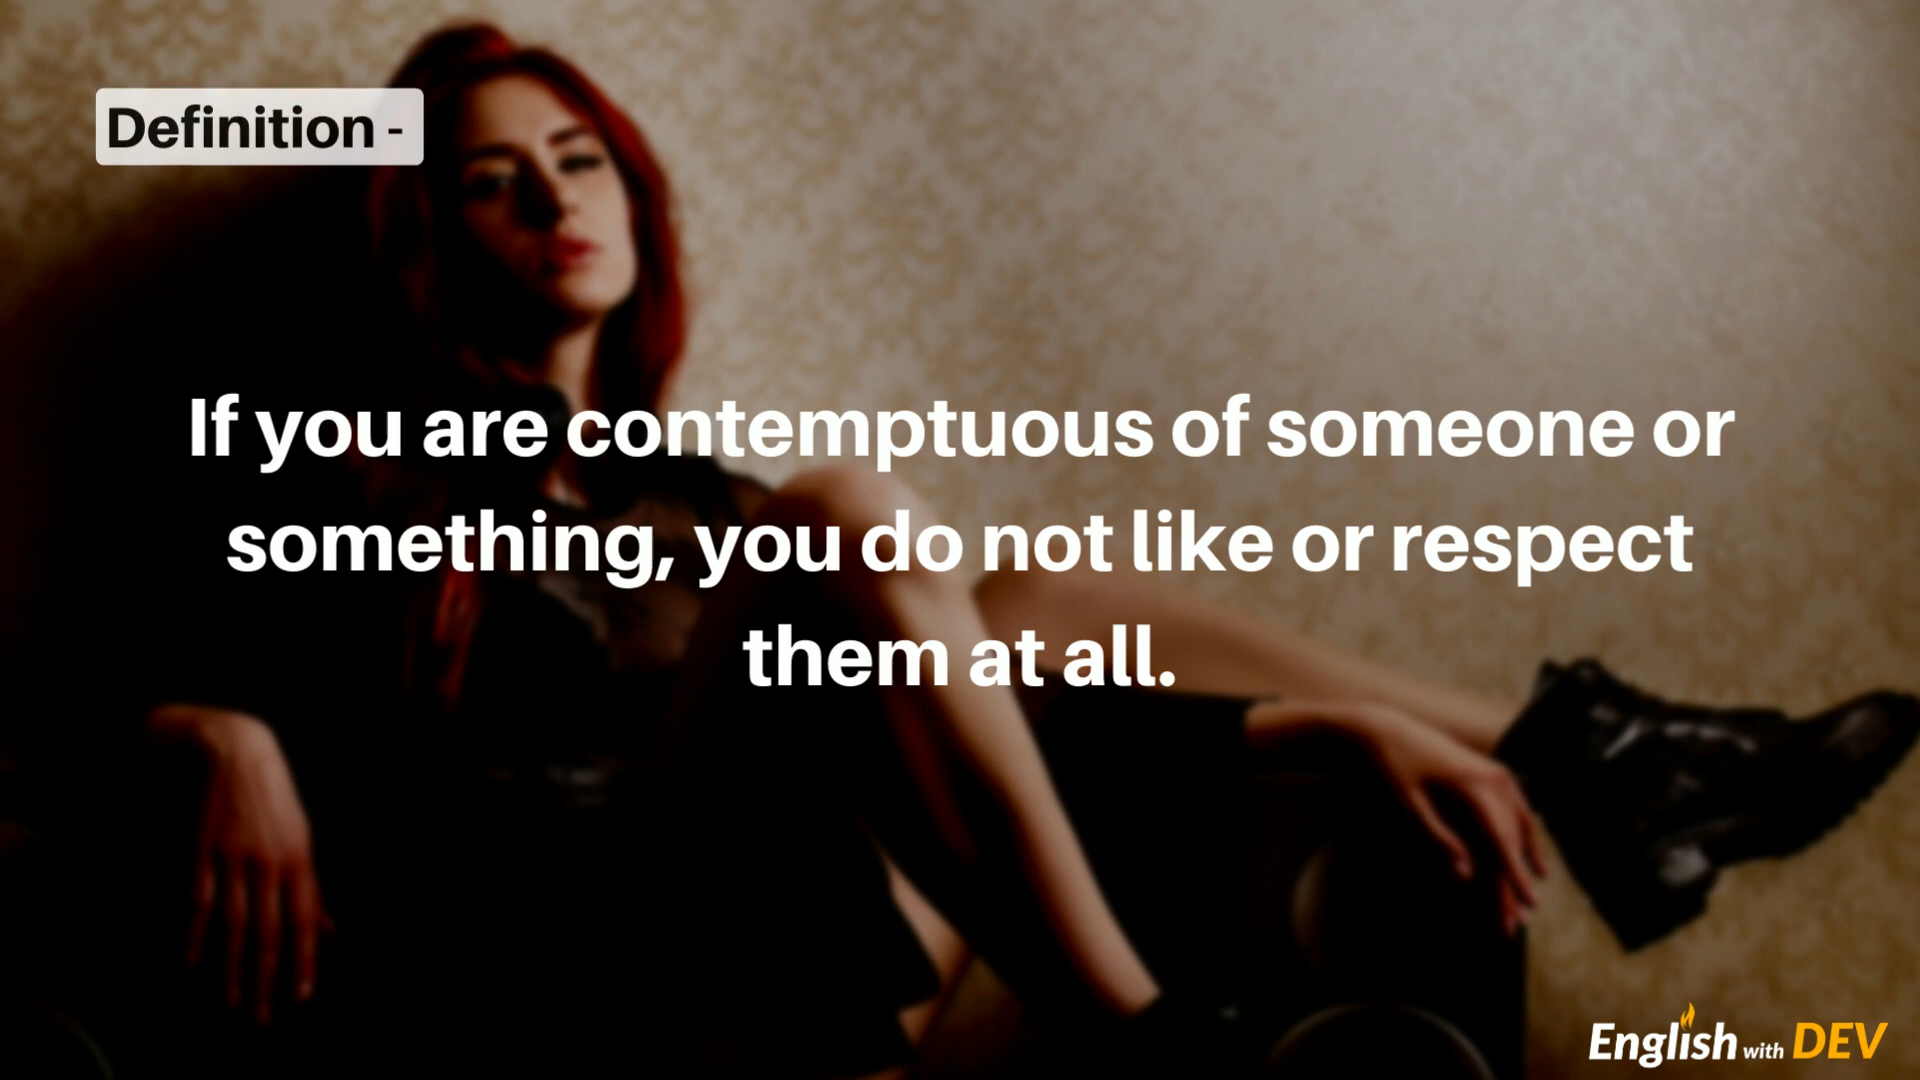 Definition -
If you are contemptuous of someone or
something, you do not like or respect
them at all.
English with DEV